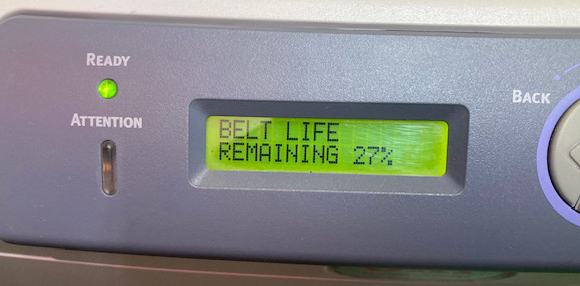 READY
ATTENTION
BELT LIFE
REMAINING 27%
BACK